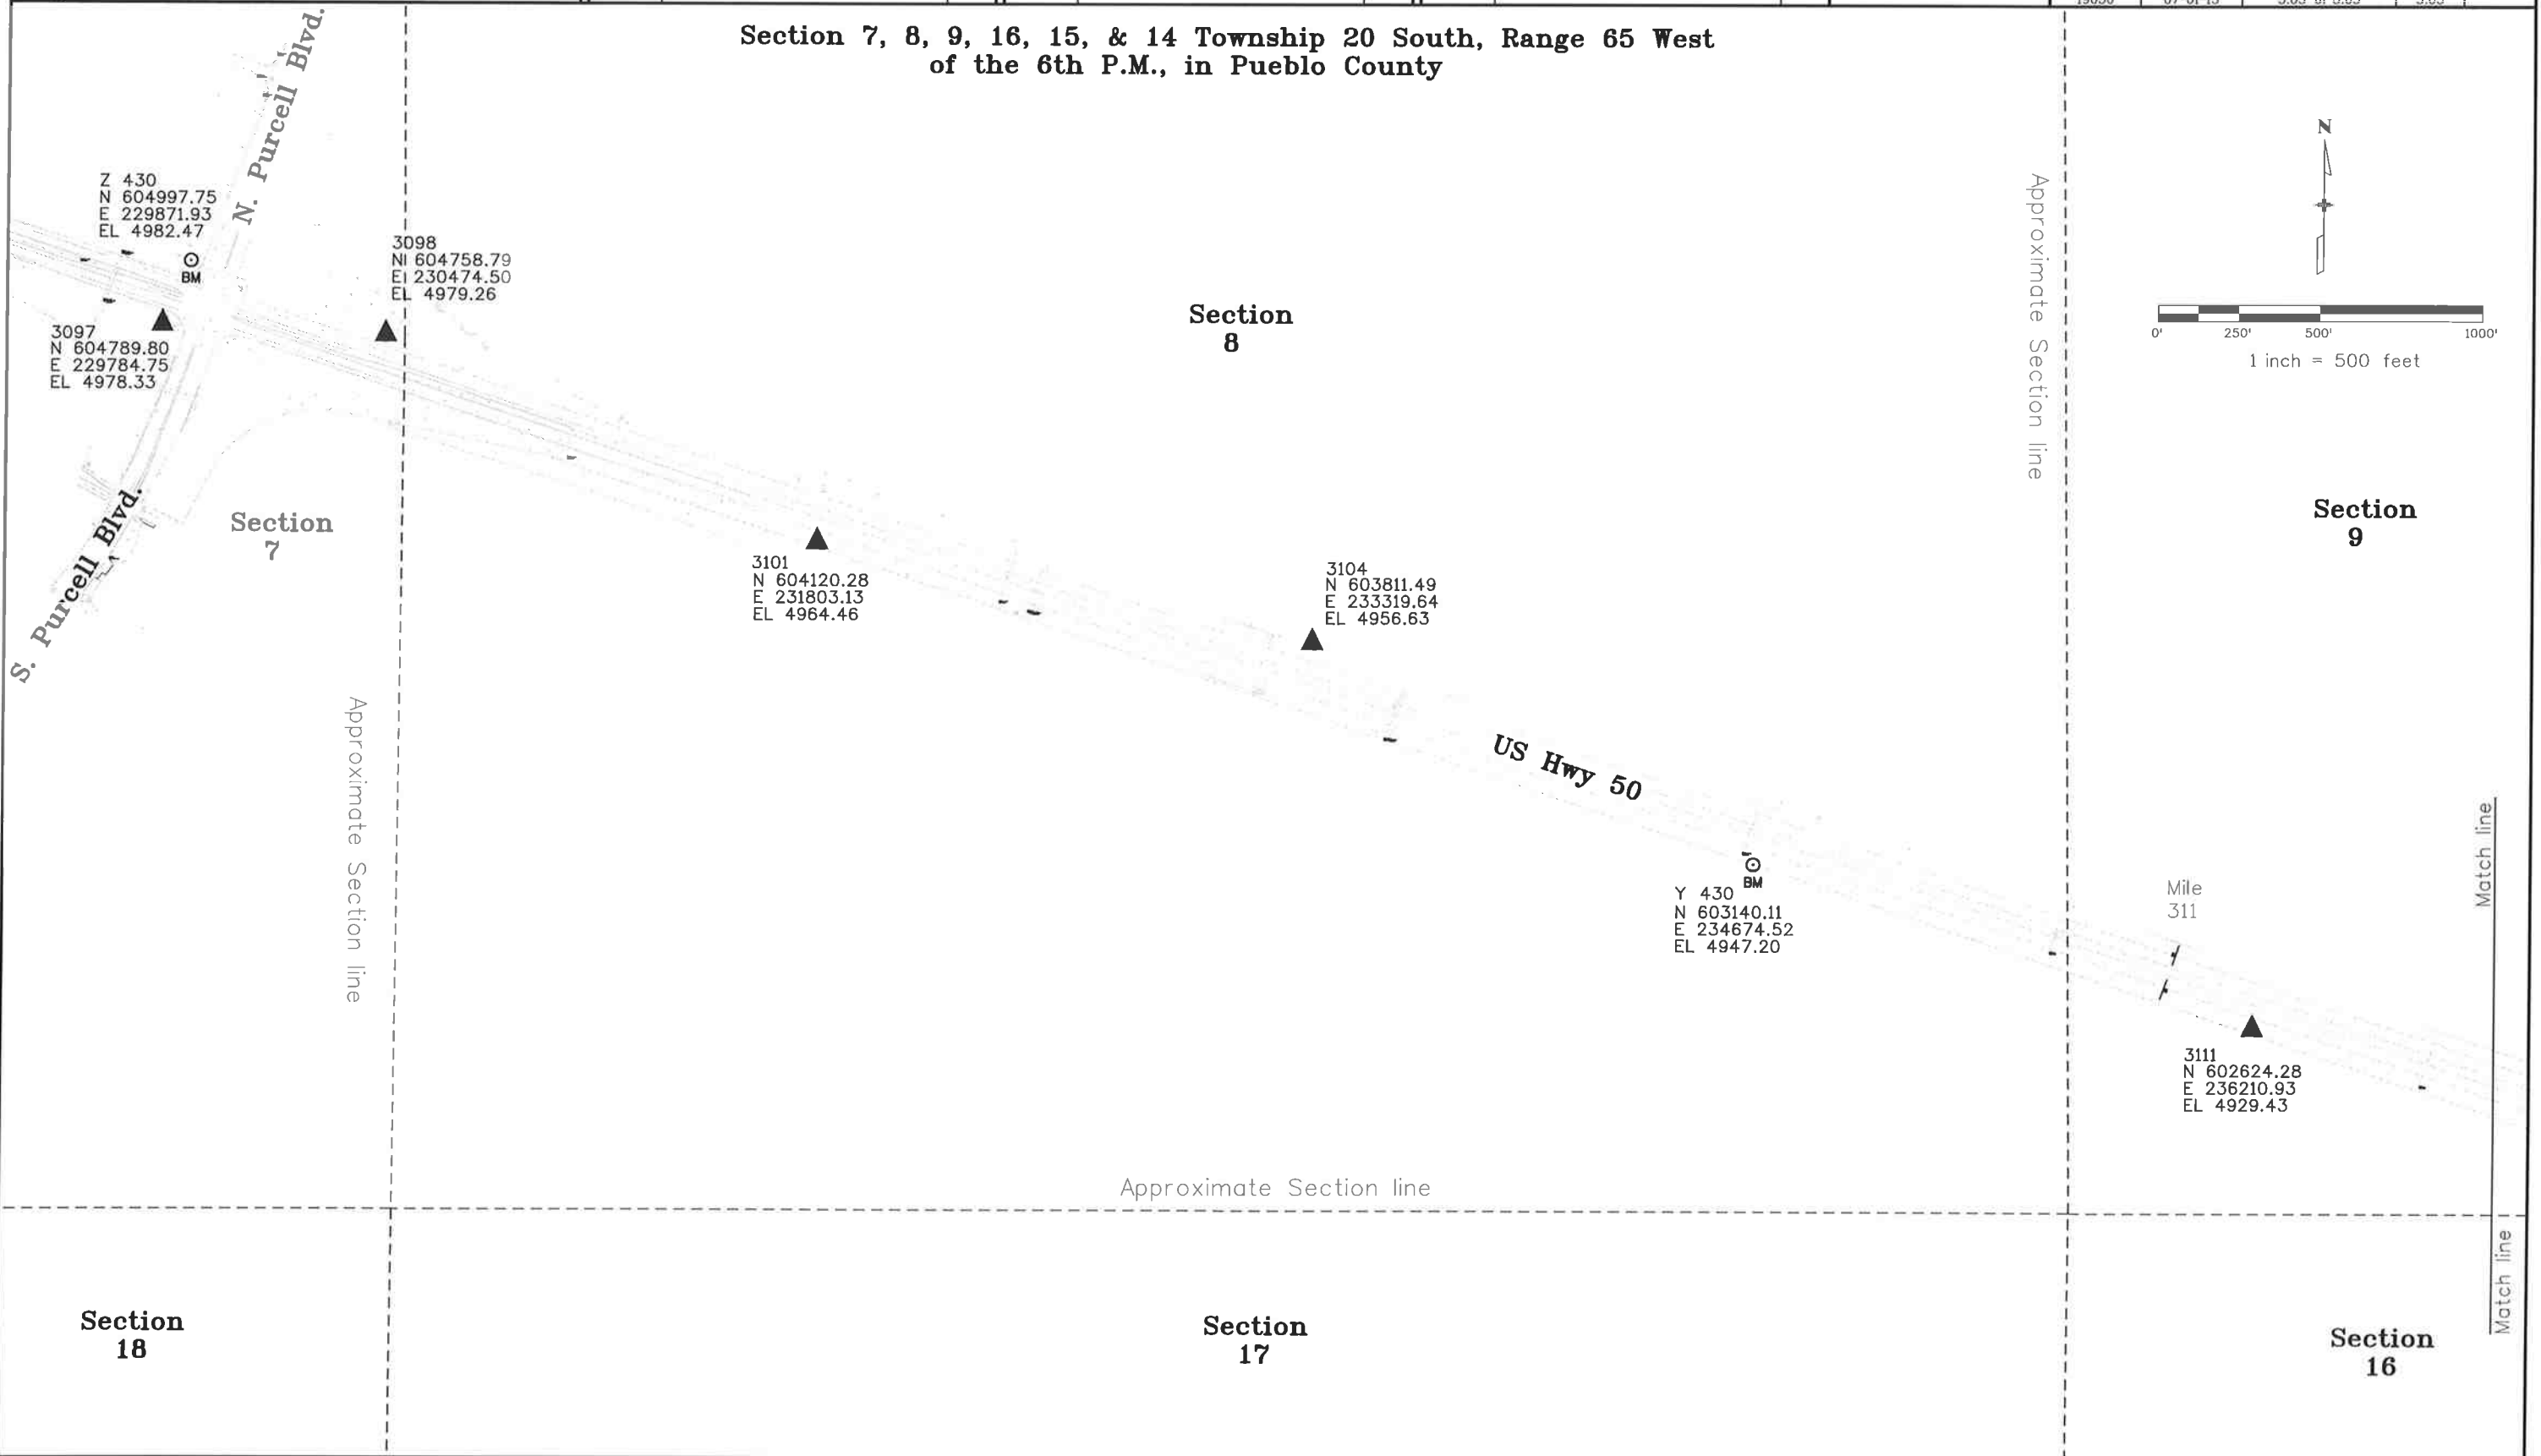 Section 7, 8, 9, 16, 15, & 14 Township 20 South, Range 65 West
of the 6th P.M., in Pueblo County
N. Purcell Blvd.
Z 430
N 604997.75
E 229871.93
EL 4982.47
BM
3098
N 604758.79
E 230474.50
EL 4979.26
3097
N 604789.80
E 229784.75
EL 4978.33
S. Purcell Blvd.
Section
7
Approximate Section line
Section
8
3101
N 604120.28
E 231803.13
EL 4964.46
3104
N 603811.49
E 233319.64
EL 4956.63
US Hwy 50
BM
Y 430
N 603140.11
E 234674.52
EL 4947.20
Approximate Section line
N
0' 250' 500' 1000'
1 inch = 500 feet
Section
9
Match line
Mile
311
3111
N 602624.28
E 236210.93
EL 4929.43
Approximate Section line
Section
18
Section
17
Section
16
Match line